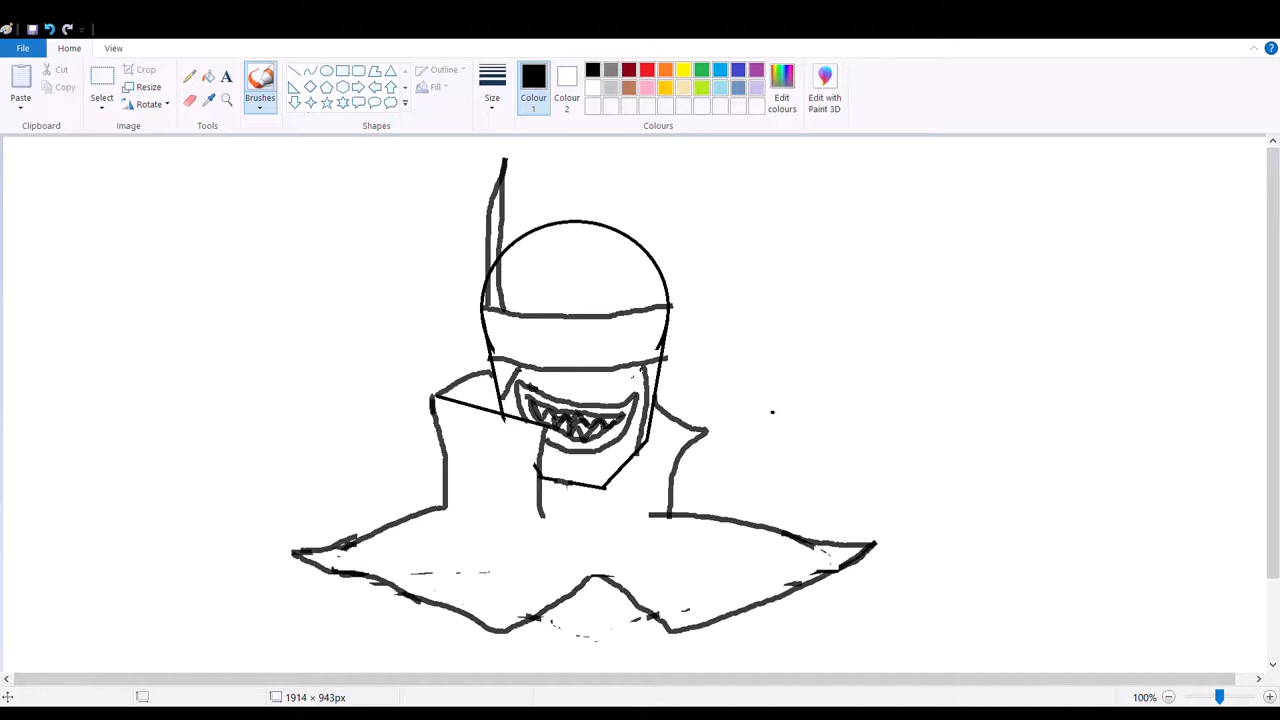 File Home View
Paste Cut Copy Select Crop Resize Rotate Brushes Outline Fill Size Colour 1 Colour 2 Edit colours Edit with Paint 3D
Clipboard Image Tools Shapes Colours
1914 × 943px 100%